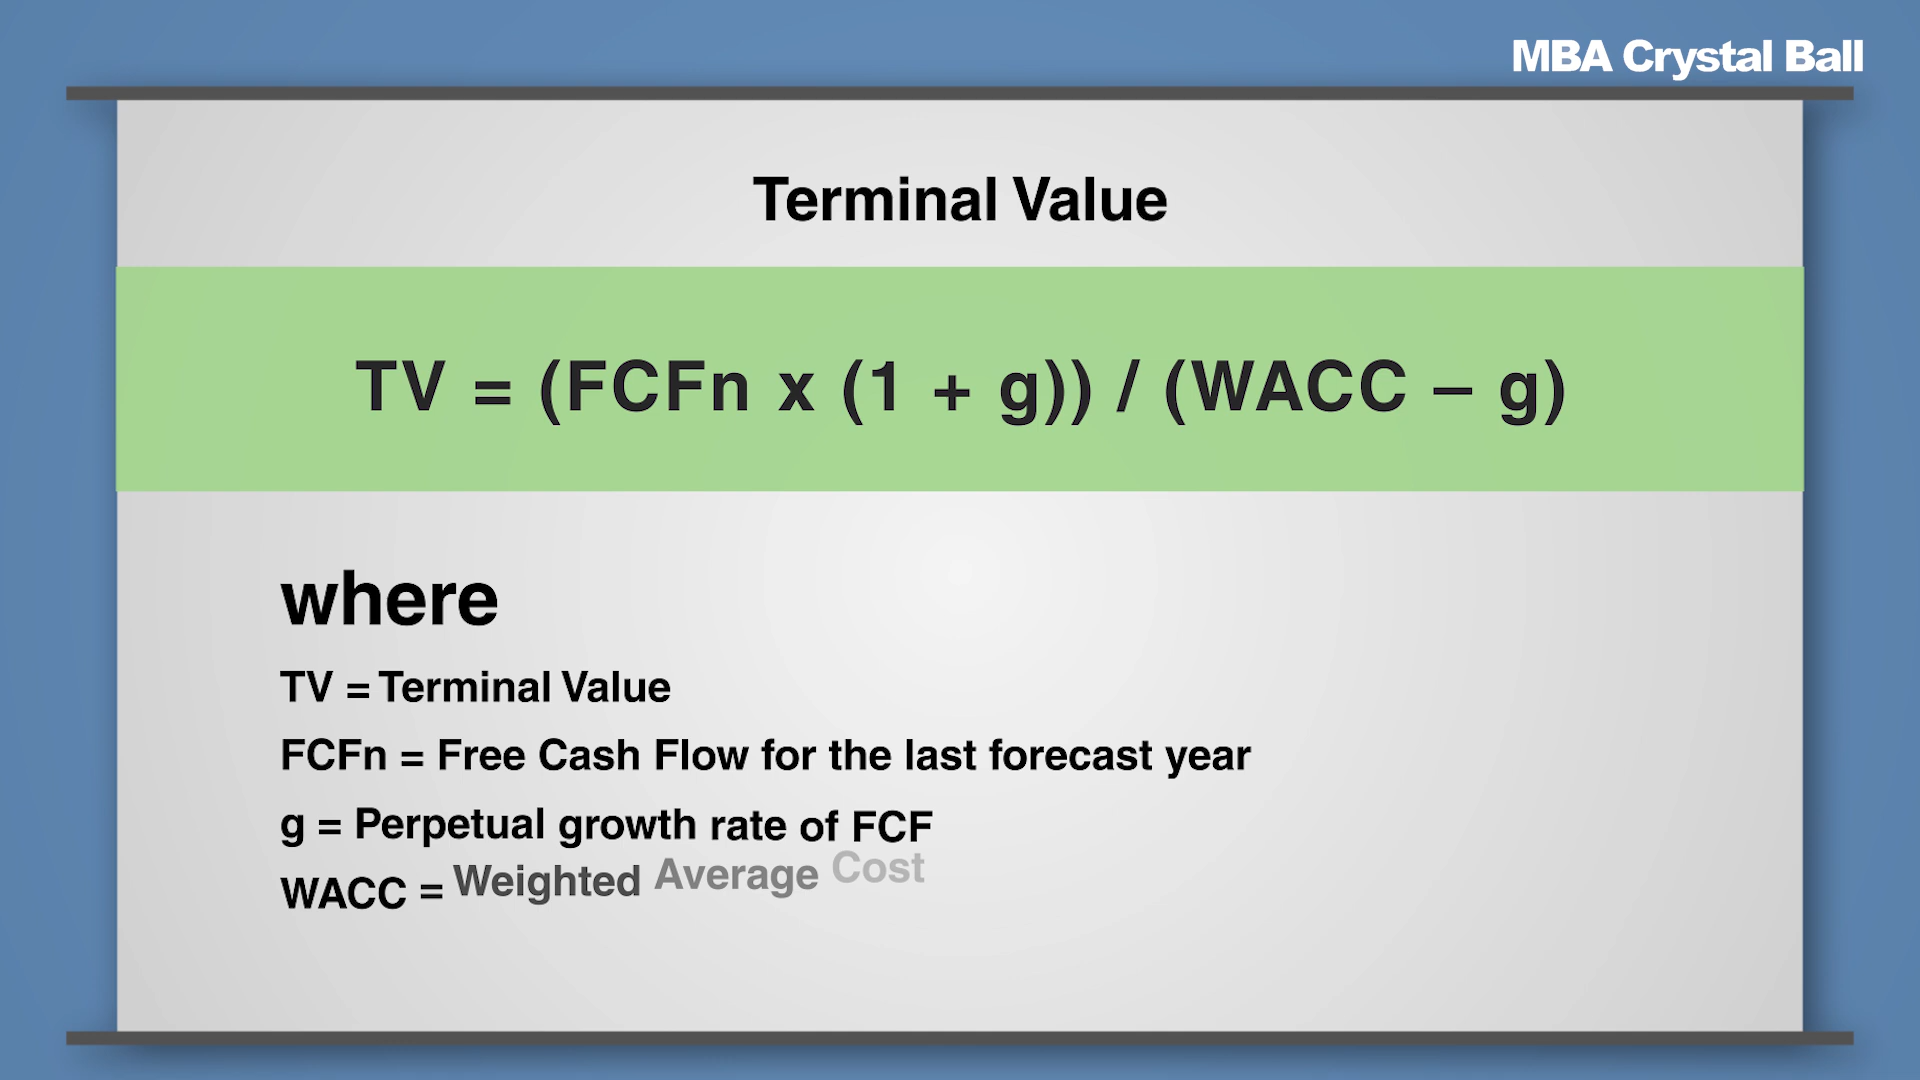 MBA Crystal Ball
Terminal Value
TV = (FCFn x (1 + g)) / (WACC – g)
where
TV = Terminal Value
FCFn = Free Cash Flow for the last forecast year
g = Perpetual growth rate of FCF
WACC = Weighted Average Cost